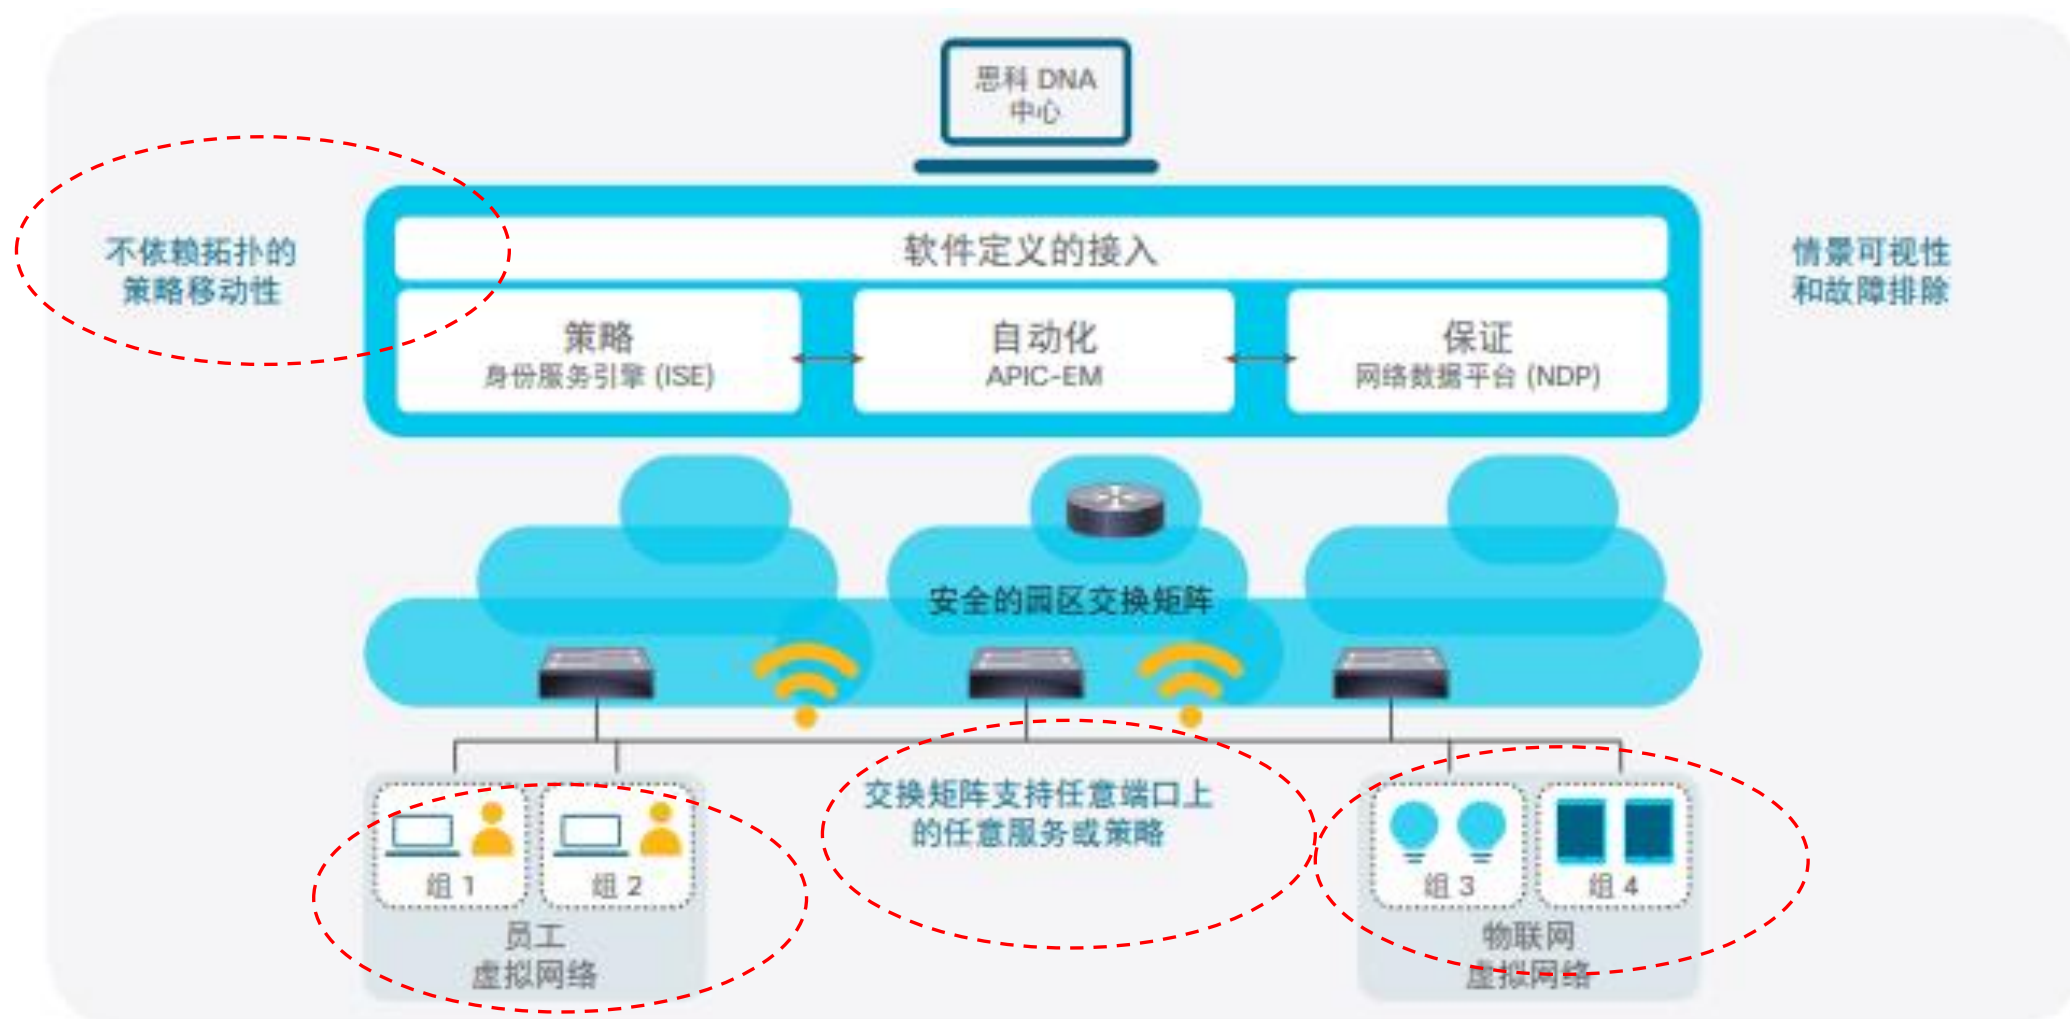 思科 DNA
中心
不依赖拓扑的
策略移动性
软件定义的接入
情景可视性
和故障排除
策略
身份服务引擎 (ISE)
自动化
APIC-EM
保证
网络数据平台 (NDP)
安全的园区交换矩阵
交换矩阵支持任意端口上
的任意服务或策略
组 1
组 2
员工
虚拟网络
组 3
组 4
物联网
虚拟网络